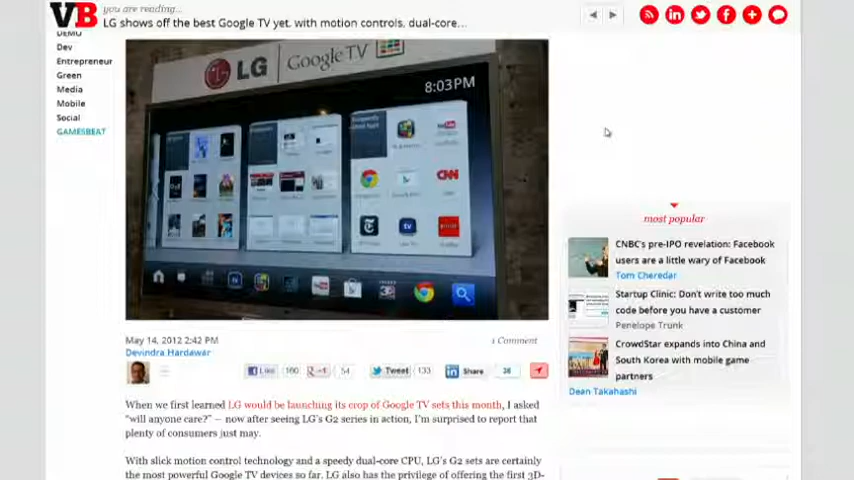 VB
you are reading...
LG shows off the best Google TV yet, with motion controls, dual-core...
DEMO
Dev
Entrepreneur
Green
Media
Mobile
Social
GAMESBEAT
LG
Google TV
8:03PM
CNN
most popular
CNBC's pre-IPO revelation: Facebook
users are a little wary of Facebook
Tom Cheredar
Startup Clinic: Don't write too much
code before you have a customer
Penelope Trunk
CrowdStar expands into China and
South Korea with mobile game
partners
Dean Takahashi
May 14, 2012 2:42 PM
1 Comment
Devindra Hardawar
Like
160
+1
54
Tweet
133
in Share
38
When we first learned LG would be launching its crop of Google TV sets this month, I asked
"will anyone care?" — now after seeing LG's G2 series in action, I'm surprised to report that
plenty of consumers just may.
With slick motion control technology and a speedy dual-core CPU, LG's G2 sets are certainly
the most powerful Google TV devices so far. LG also has the privilege of offering the first 3D-